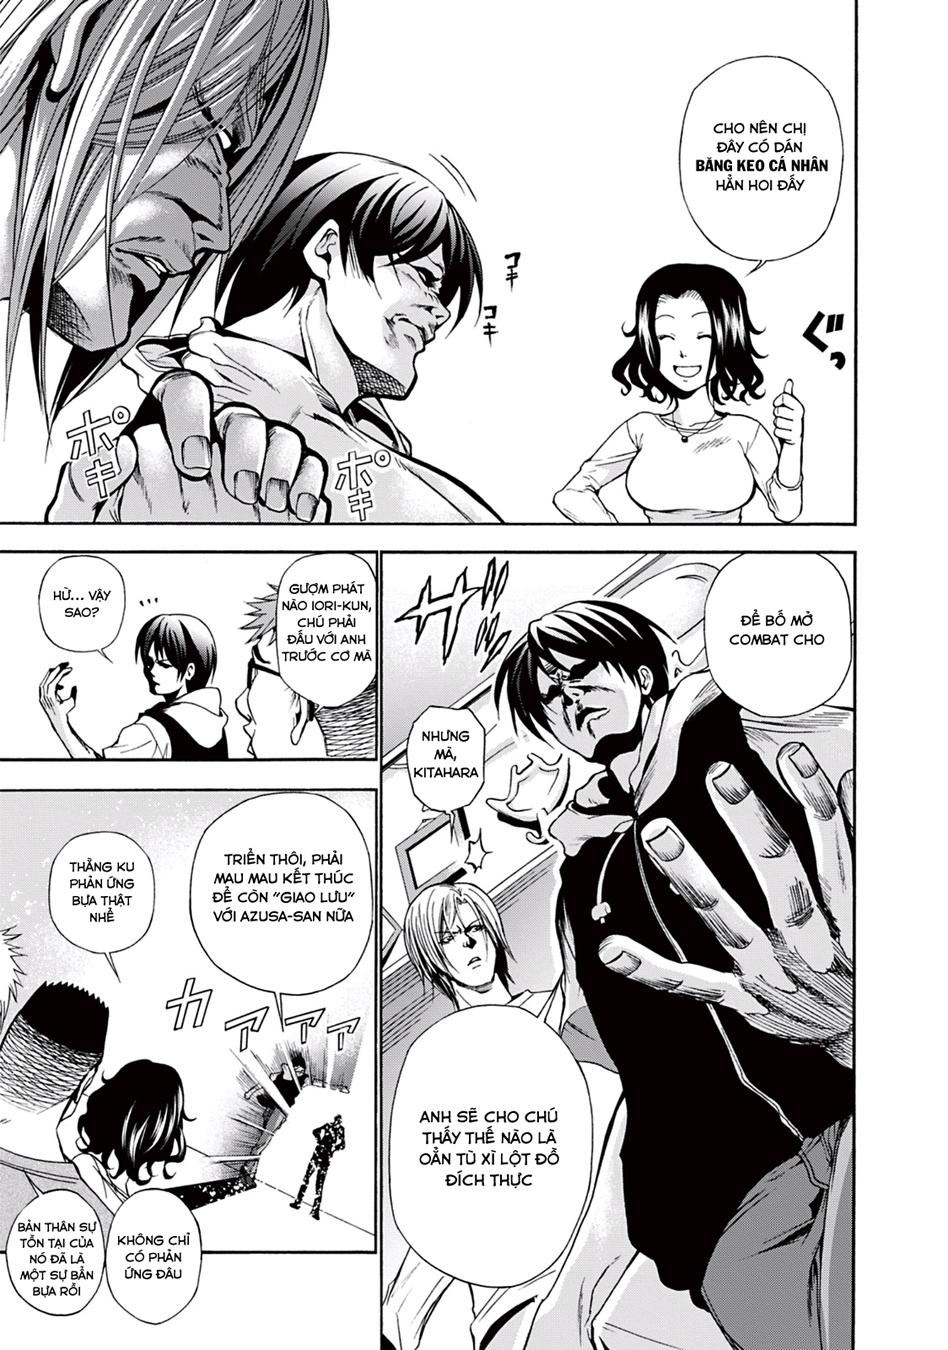 CHO NÊN CHỊ
ĐÂY CÓ DÁN
BĂNG KEO CÁ NHÂN
HẲN HOI ĐẤY
コキ
コキ
ぐっ
ポキ
ポキ
ĐỂ BỐ MỞ
COMBAT CHO
ザッ
NHƯNG
MÀ,
KITAHARA
ANH SẼ CHO CHÚ
THẤY THẾ NÀO LÀ
OẲN TÙ XÌ LỘT ĐỒ
ĐÍCH THỰC
GƯỢM PHÁT
NÀO IORI-KUN,
CHÚ PHẢI
ĐẤU VỚI ANH
TRƯỚC CƠ MÀ
HỪ... VẬY
SAO?
TRIỂN THÔI, PHẢI
MAU MAU KẾT THÚC
ĐỂ CÒN “GIAO LƯU”
VỚI AZUSA-SAN NỮA
THẰNG KU
PHẢN ỨNG
BỰA THẬT
NHỂ
カァァァ
KHÔNG CHỈ
CÓ PHẢN
ỨNG ĐÂU
BẢN THÂN SỰ
TỒN TẠI CỦA
NÓ ĐÃ LÀ
MỘT SỰ BẨN
BỰA RỒI